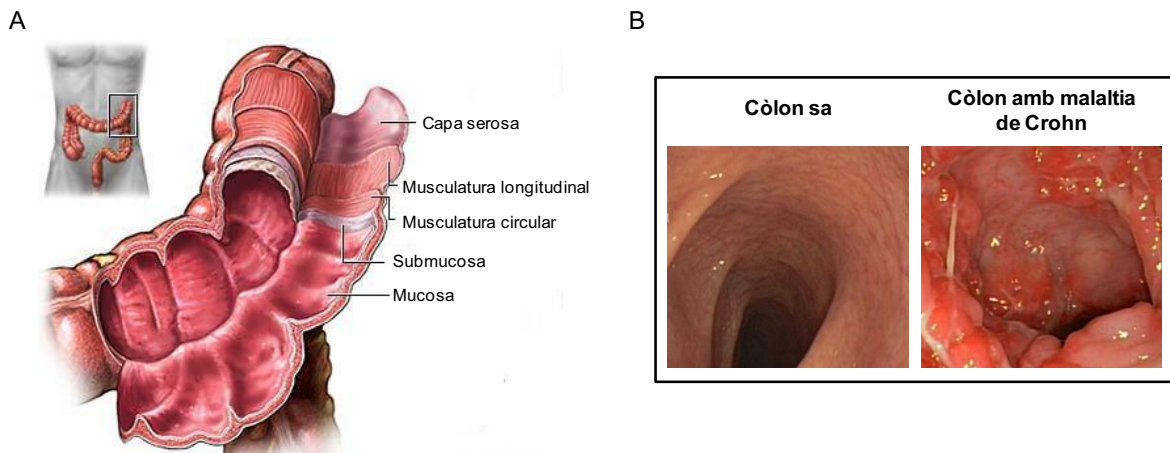 A
Capa serosa
Musculatura longitudinal
Musculatura circular
Submucosa
Mucosa
B
Còlon sa
Còlon amb malaltia
de Crohn